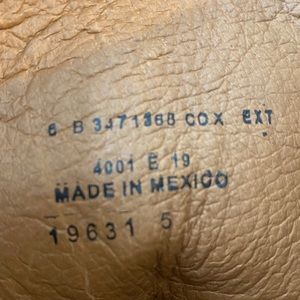 6 B 3471368 COX EXT
4001 E 19
MADE IN MEXICO
19631 5